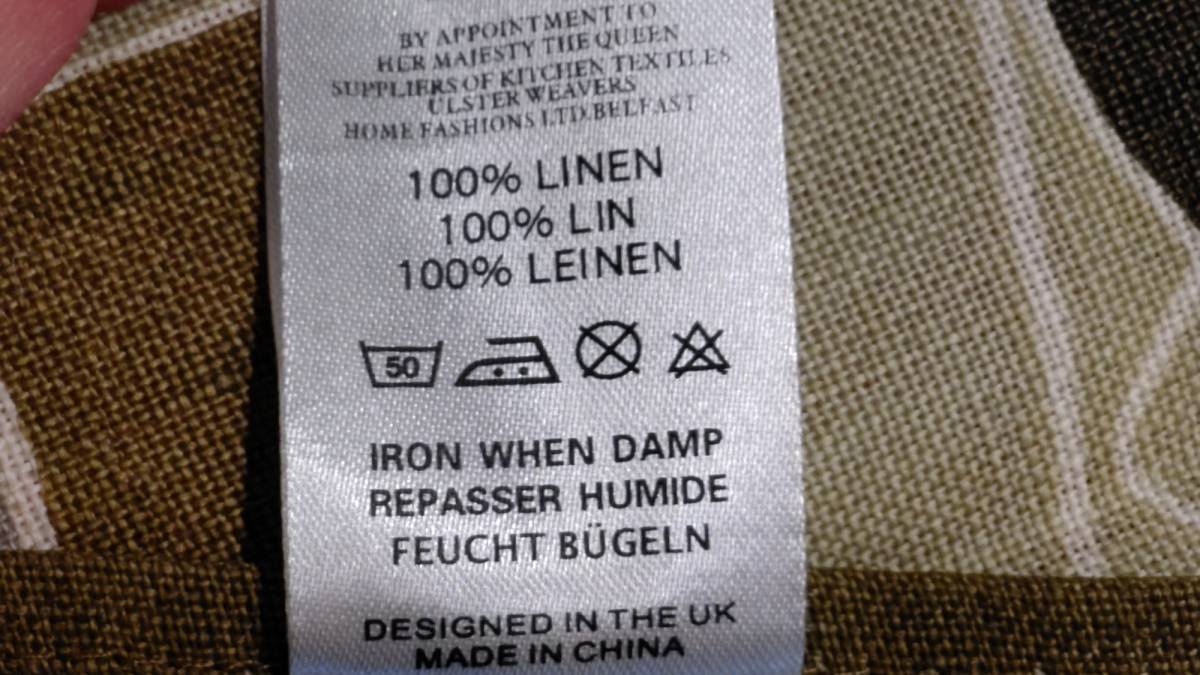 BY APPOINTMENT TO
HER MAJESTY THE QUEEN
SUPPLIERS OF KITCHEN TEXTILES
ULSTER WEAVERS
HOME FASHIONS LTD BELFAST
100% LINEN
100% LIN
100% LEINEN
50
IRON WHEN DAMP
REPASSER HUMIDE
FEUCHT BÜGELN
DESIGNED IN THE UK
MADE IN CHINA